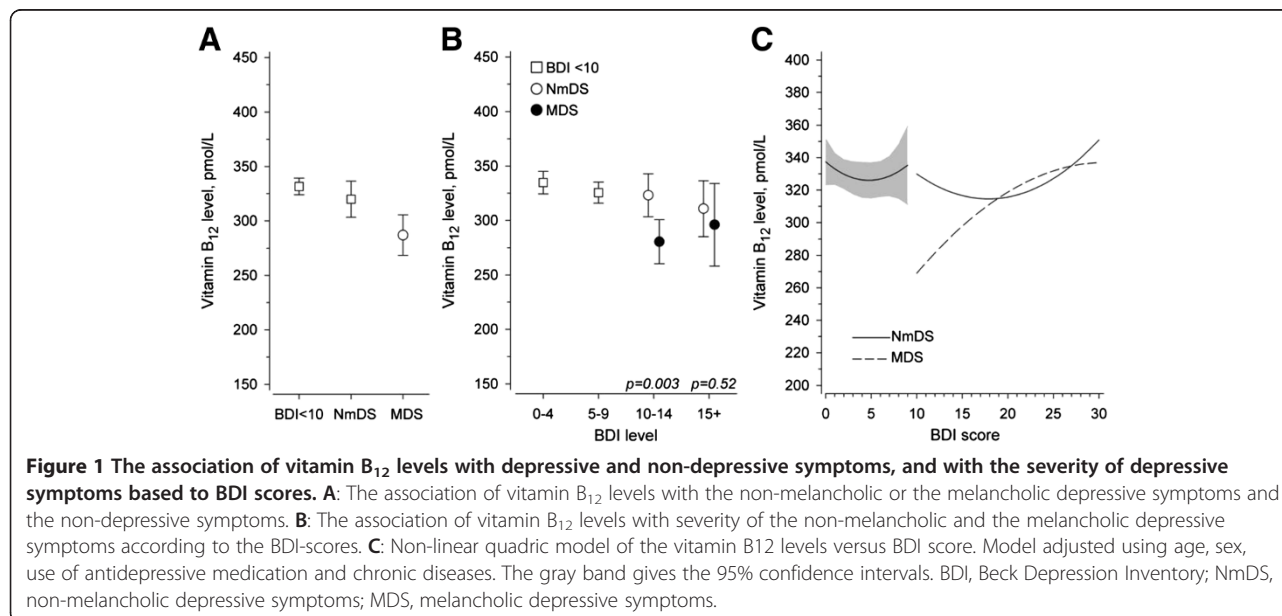 A
450
400
350
300
250
200
150
Vitamin B12 level, pmol/L
BDI<10 NmDS MDS
B
450
400
350
300
250
200
150
Vitamin B12 level, pmol/L
BDI <10
NmDS
MDS
p=0.003 p=0.52
0-4 5-9 10-14 15+
BDI level
C
400
380
360
340
320
300
280
260
240
220
200
Vitamin B12 level, pmol/L
NmDS
MDS
0 5 10 20 30
BDI score
Figure 1 The association of vitamin B12 levels with depressive and non-depressive symptoms, and with the severity of depressive
symptoms based to BDI scores. A: The association of vitamin B12 levels with the non-melancholic or the melancholic depressive symptoms and
the non-depressive symptoms. B: The association of vitamin B12 levels with severity of the non-melancholic and the melancholic depressive
symptoms according to the BDI-scores. C: Non-linear quadric model of the vitamin B12 levels versus BDI score. Model adjusted using age, sex,
use of antidepressive medication and chronic diseases. The gray band gives the 95% confidence intervals. BDI, Beck Depression Inventory; NmDS,
non-melancholic depressive symptoms; MDS, melancholic depressive symptoms.